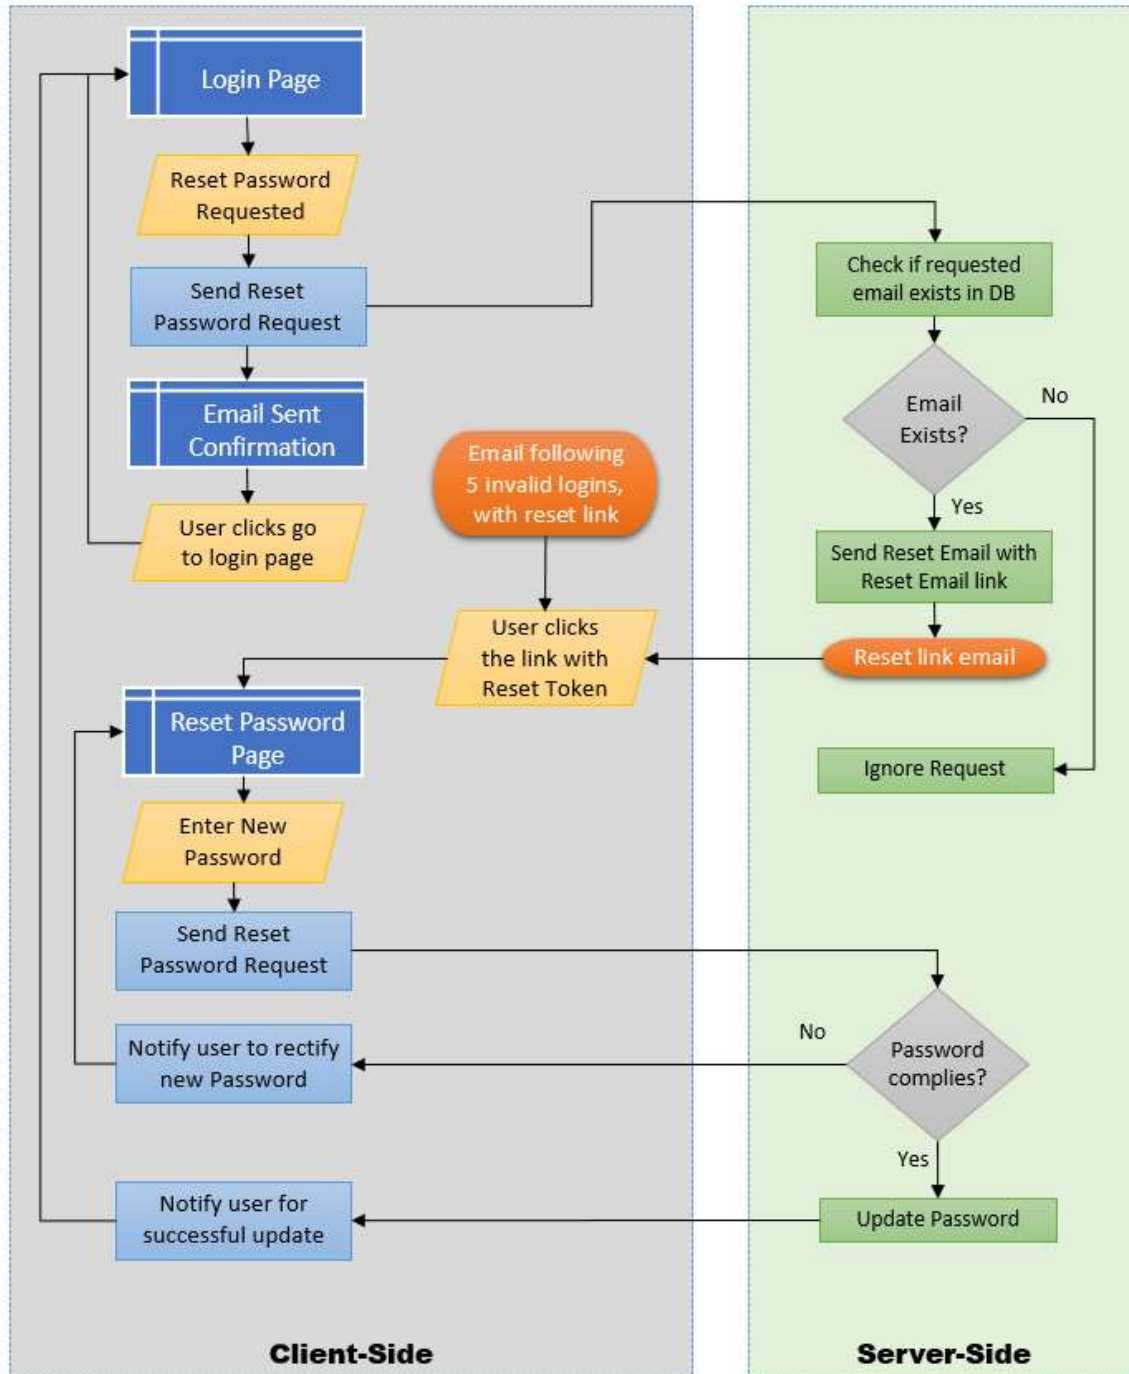 Login Page
Reset Password
Requested
Send Reset
Password Request
Email Sent
Confirmation
User clicks go
to login page
Email following
5 invalid logins,
with reset link
User clicks
the link with
Reset Token
Reset Password
Page
Enter New
Password
Send Reset
Password Request
Notify user to rectify
new Password
Notify user for
successful update
Client-Side
Check if requested
email exists in DB
Email
Exists?
No
Yes
Send Reset Email with
Reset Email link
Reset link email
Ignore Request
No
Password
complies?
Yes
Update Password
Server-Side